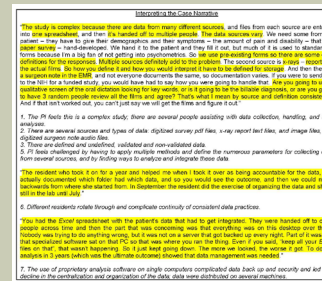 Interpreting the Case Narrative
"The study is complex because there are data from many different sources, and files from each source are ent
into one spreadsheet, and then it's handed off to multiple people. The data sources vary. We need some from
patient – they have to give their demographics and their symptoms – the amount of pain and disability – that
paper survey – hand-developed. We hand it to the patient and they fill it out, but much of it is used to standar
forms because I'm a big fan of not getting into psychometrics. So we use pre-existing forms so there are some
definitions for the responses. Multiple sources definitely add to the problem. The second source is x-rays – report
the actual films. So how do you define it and how would you interpret it have to be defined for storage. And then the
a surgeon note in the EMR, and not everyone documents the same, so documentation varies. If you were to send
to the NIH for a funded study, you would have to say how you were going to handle that. Are you going to u
qualitative screen of the oral dictation looking for key words, or is it going to be the billable diagnosis, or are you g
to have 3 random people review all the films and agree? That's what I mean by source and definition consiste
And if that isn't worked out, you can't just say we will get the films and figure it out."
1. The PI feels this is a complex study, there are several people assisting with data collection, handling, and
analyses.
2. There are several sources and types of data: digitized survey pdf files, x-ray report text files, and image files,
digitized surgeon note audio files.
3. There are defined and undefined, validated and non-validated data.
5. PI feels challenged by having to apply multiple methods and define the numerous parameters for collecting
from several sources, and by finding ways to analyze and integrate these data
"The resident who took it on for a year and helped me when I took it over as being accountable for the data,
actually documented which folder had which data, and so you would see the outcome, and then we could m
backwards from where she started from. In September the resident did the exercise of organizing the data and s
still in the lab until July."
6. Different residents rotate through and complicate continuity of consistent data practices.
"You had the Excel spreadsheet with the patient's data that had to get integrated. They were handed off to
people across time and then the part that was concerning was that everything was on this desktop over
Nobody was trying to do anything wrong, but it was not on a server that got backed up every night. Part of it was
that specialized software sat on that PC so that was where you ran the thing. Even if you said, "keep all your
files on that", that wasn't happening. So it just kept going down. The more we looked, the worse it got. To do
analysis in 3 years (which was the ultimate outcome) showed that data management was needed."
7. The use of proprietary analysis software on single computers complicated data back up and security and led
decline in the centralization and organization of the data; data were distributed on several machines.